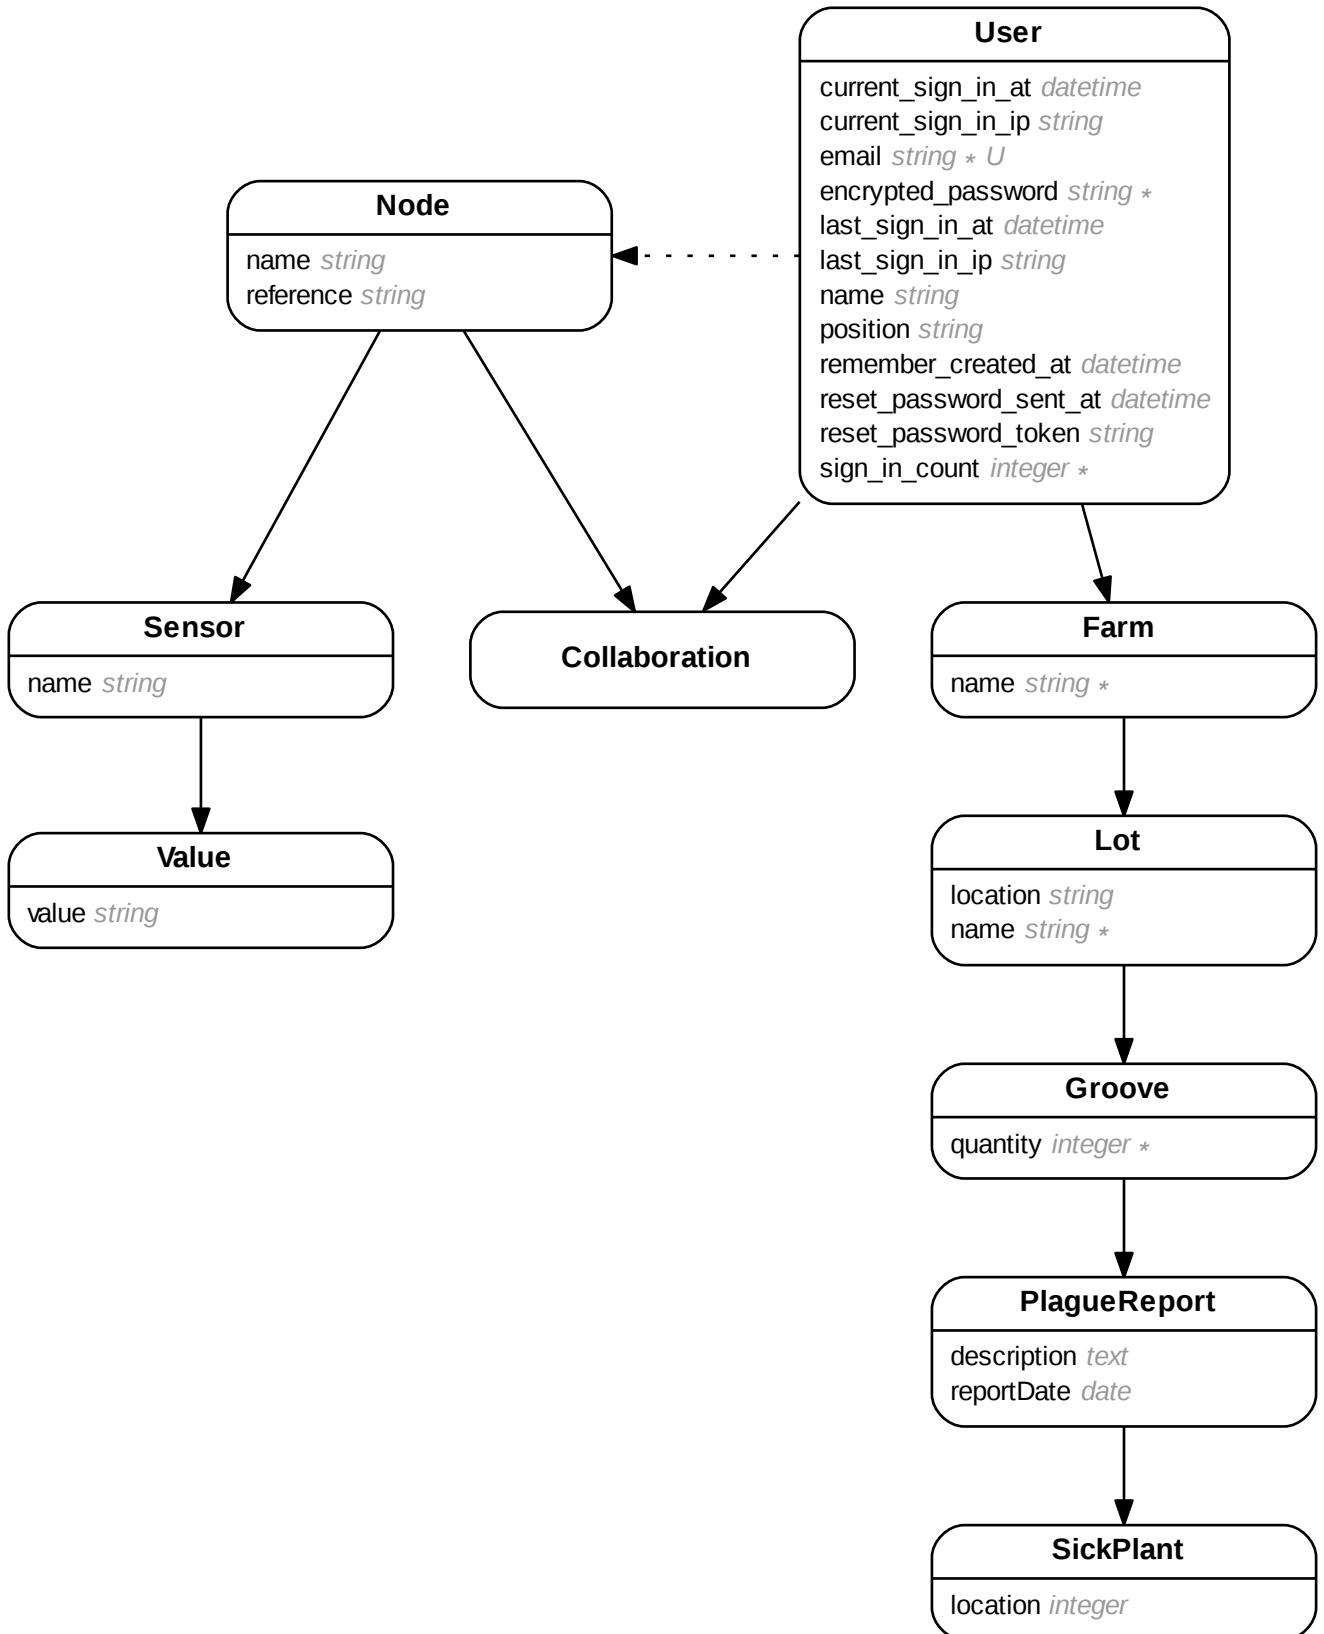 User
current_sign_in_at datetime
current_sign_in_ip string
email string * U
encrypted_password string *
last_sign_in_at datetime
last_sign_in_ip string
name string
position string
remember_created_at datetime
reset_password_sent_at datetime
reset_password_token string
sign_in_count integer *
Node
name string
reference string
Sensor
name string
Collaboration
Farm
name string *
Value
value string
Lot
location string
name string *
Groove
quantity integer *
PlagueReport
description text
reportDate date
SickPlant
location integer